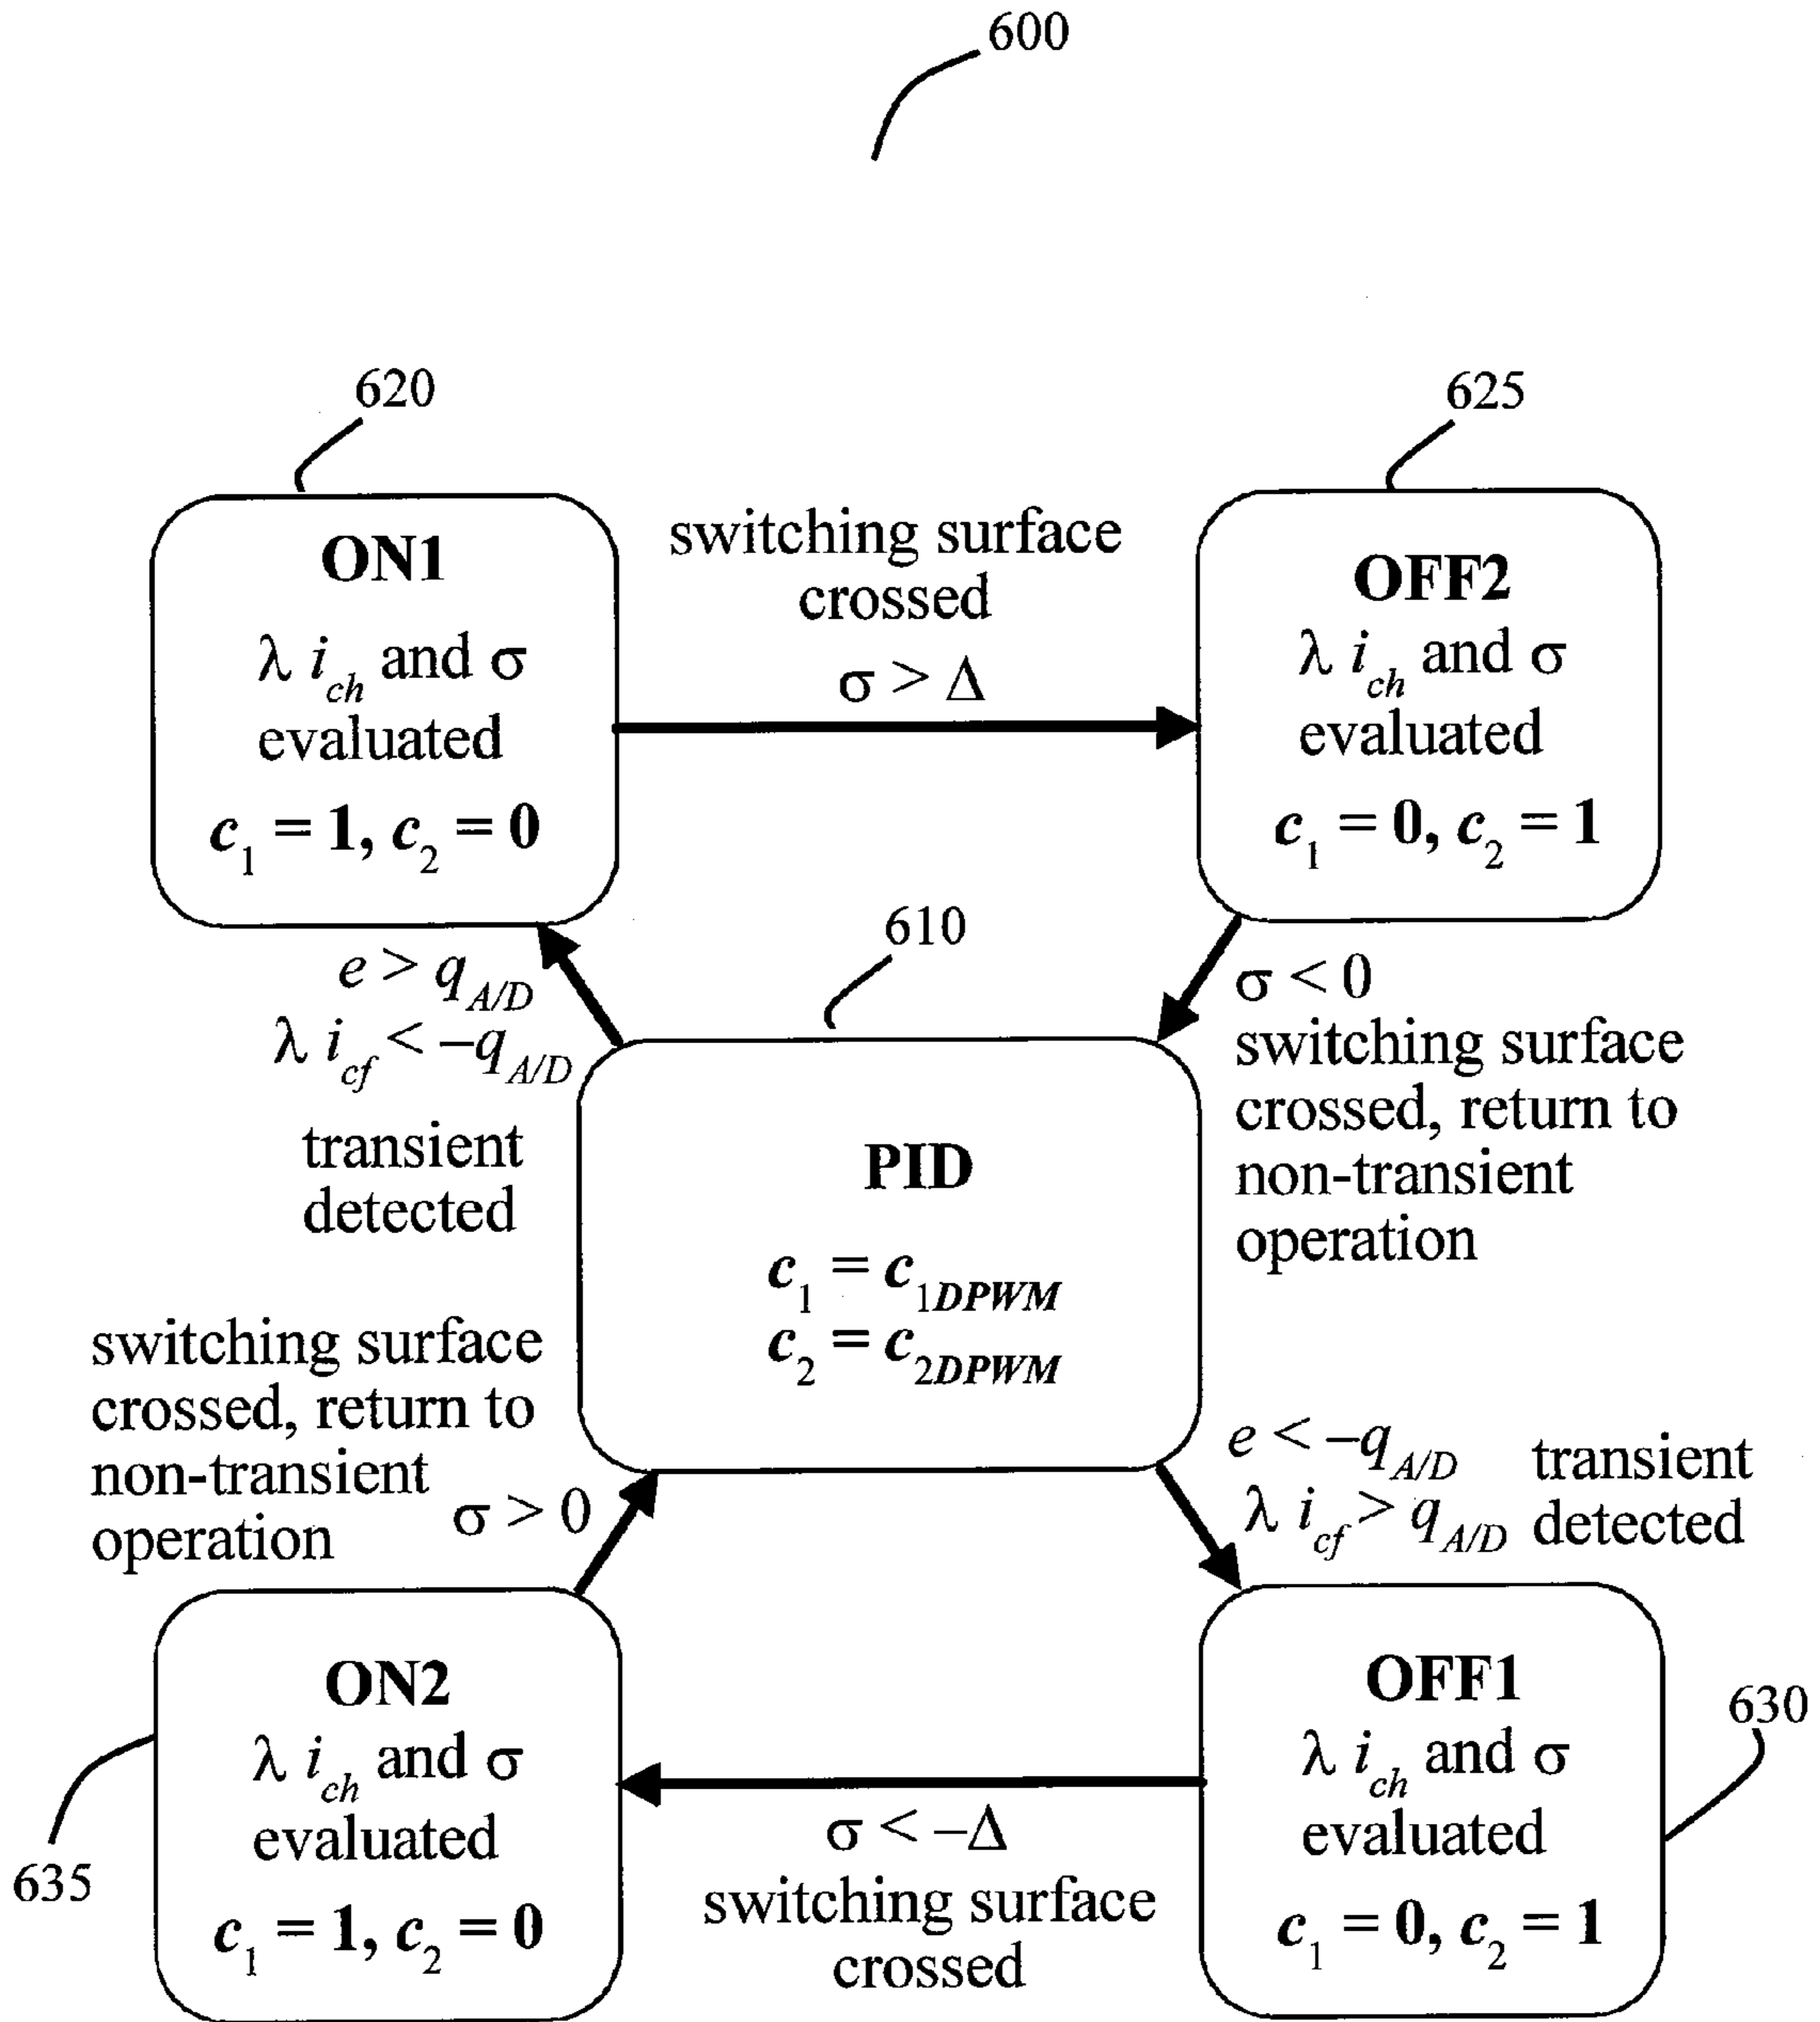 600
620
625
ON1
λ i_ch and σ
evaluated
c_1 = 1, c_2 = 0
switching surface
crossed
σ > Δ
OFF2
λ i_ch and σ
evaluated
c_1 = 0, c_2 = 1
e > q_A/D
λ i_cf < −q_A/D
transient
detected
610
σ < 0
switching surface
crossed, return to
non-transient
operation
PID
c_1 = c_1DPWM
c_2 = c_2DPWM
switching surface
crossed, return to
non-transient
operation
σ > 0
e < −q_A/D
λ i_cf > q_A/D
transient
detected
ON2
λ i_ch and σ
evaluated
c_1 = 1, c_2 = 0
635
σ < −Δ
switching surface
crossed
OFF1
λ i_ch and σ
evaluated
c_1 = 0, c_2 = 1
630